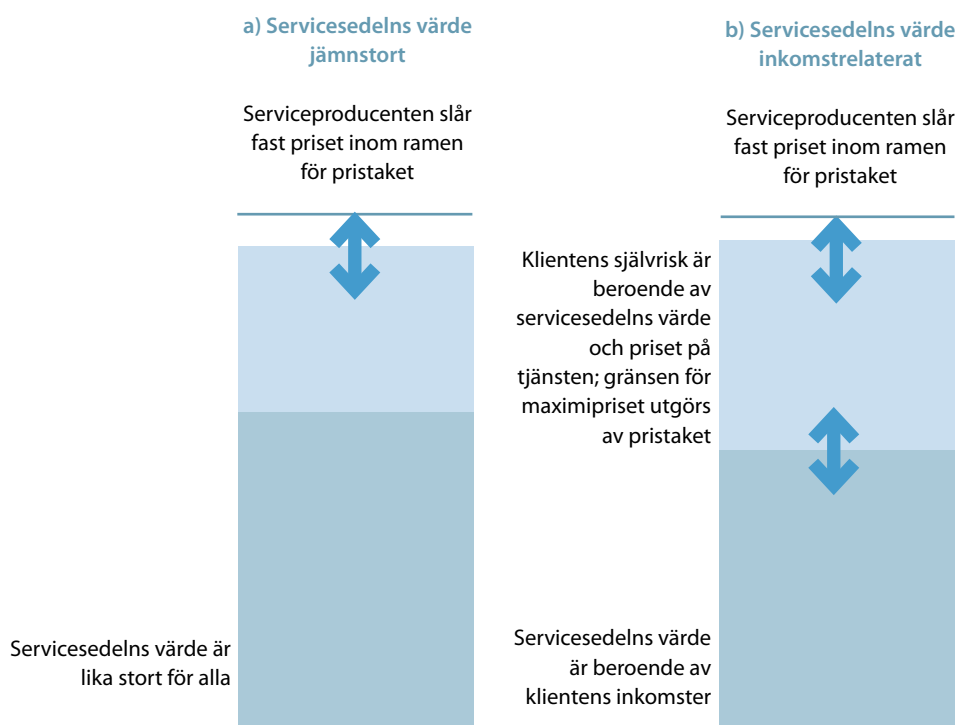 a) Servicesedelns värde
jämnstort
Serviceproducenten slår
fast priset inom ramen
för pristaket
Servicesedelns värde är
lika stort för alla
b) Servicesedelns värde
inkomstrelaterat
Serviceproducenten slår
fast priset inom ramen
för pristaket
Klientens självrisk är
beroende av
servicesedelns värde
och priset på
tjänsten; gränsen för
maximipriset utgörs
av pristaket
Servicesedelns värde
är beroende av
klientens inkomster